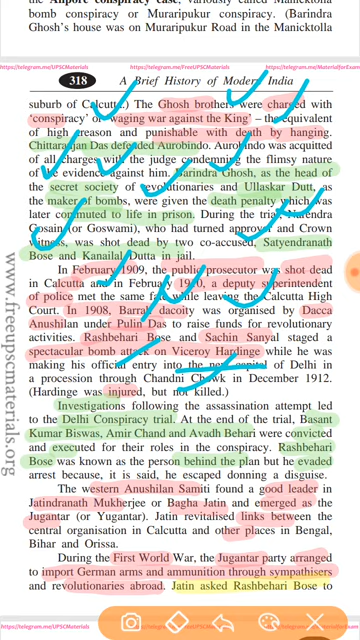 the Alipore conspiracy case, variously called Manicktolla
bomb conspiracy or Muraripukur conspiracy. (Barindra
Ghosh's house was on Muraripukur Road in the Manicktolla
https://telegram.me/UPSCMaterials https://telegram.me/FreeUPSCMaterials https://telegram.me/MaterialforExam
318 A Brief History of Modern India
suburb of Calcutta.) The Ghosh brothers were charged with
'conspiracy' or 'waging war against the King' – the equivalent
of high treason and punishable with death by hanging.
Chittaranjan Das defended Aurobindo. Aurobindo was acquitted
of all charges with the judge condemning the flimsy nature
of the evidence against him. Barindra Ghosh, as the head of
the secret society of revolutionaries and Ullaskar Dutt, as
the maker of bombs, were given the death penalty which was
later commuted to life in prison. During the trial, Narendra
Gosain (or Goswami), who had turned approver and Crown
witness, was shot dead by two co-accused, Satyendranath
Bose and Kanailal Dutta in jail.
In February 1909, the public prosecutor was shot dead
in Calcutta and in February 1910, a deputy superintendent
of police met the same fate while leaving the Calcutta High
Court. In 1908, Barrah dacoity was organised by Dacca
Anushilan under Pulin Das to raise funds for revolutionary
activities. Rashbehari Bose and Sachin Sanyal staged a
spectacular bomb attack on Viceroy Hardinge while he was
making his official entry into the new capital of Delhi in
a procession through Chandni Chowk in December 1912.
(Hardinge was injured, but not killed.)
Investigations following the assassination attempt led
to the Delhi Conspiracy trial. At the end of the trial, Basant
Kumar Biswas, Amir Chand and Avadh Behari were convicted
and executed for their roles in the conspiracy. Rashbehari
Bose was known as the person behind the plan but he evaded
arrest because, it is said, he escaped donning a disguise.
The western Anushilan Samiti found a good leader in
Jatindranath Mukherjee or Bagha Jatin and emerged as the
Jugantar (or Yugantar). Jatin revitalised links between the
central organisation in Calcutta and other places in Bengal,
Bihar and Orissa.
During the First World War, the Jugantar party arranged
to import German arms and ammunition through sympathisers
and revolutionaries abroad. Jatin asked Rashbehari Bose to
www.freeupscmaterials.org
https://telegram.me/UPSCMaterials https://telegram.me/FreeUPSCMaterials https://telegram.me/MaterialforExam